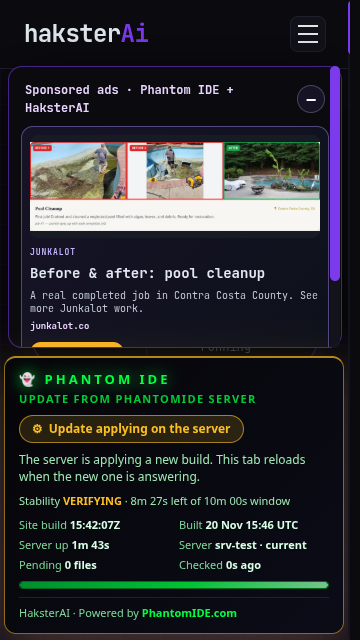 haksterAi
Sponsored ads · Phantom IDE +
HaksterAI
Pool Cleanup
JUNKALOT
Before & after: pool cleanup
A real completed job in Contra Costa County. See
more Junkalot work.
junkalot.co
running
👻 PHANTOM IDE
UPDATE FROM PHANTOMIDE SERVER
⚙ Update applying on the server
The server is applying a new build. This tab reloads
when the new one is answering.
Stability VERIFYING · 8m 27s left of 10m 00s window
Site build 15:42:07Z
Built 20 Nov 15:46 UTC
Server up 1m 43s
Server srv-test · current
Pending 0 files
Checked 0s ago
HaksterAI · Powered by PhantomIDE.com